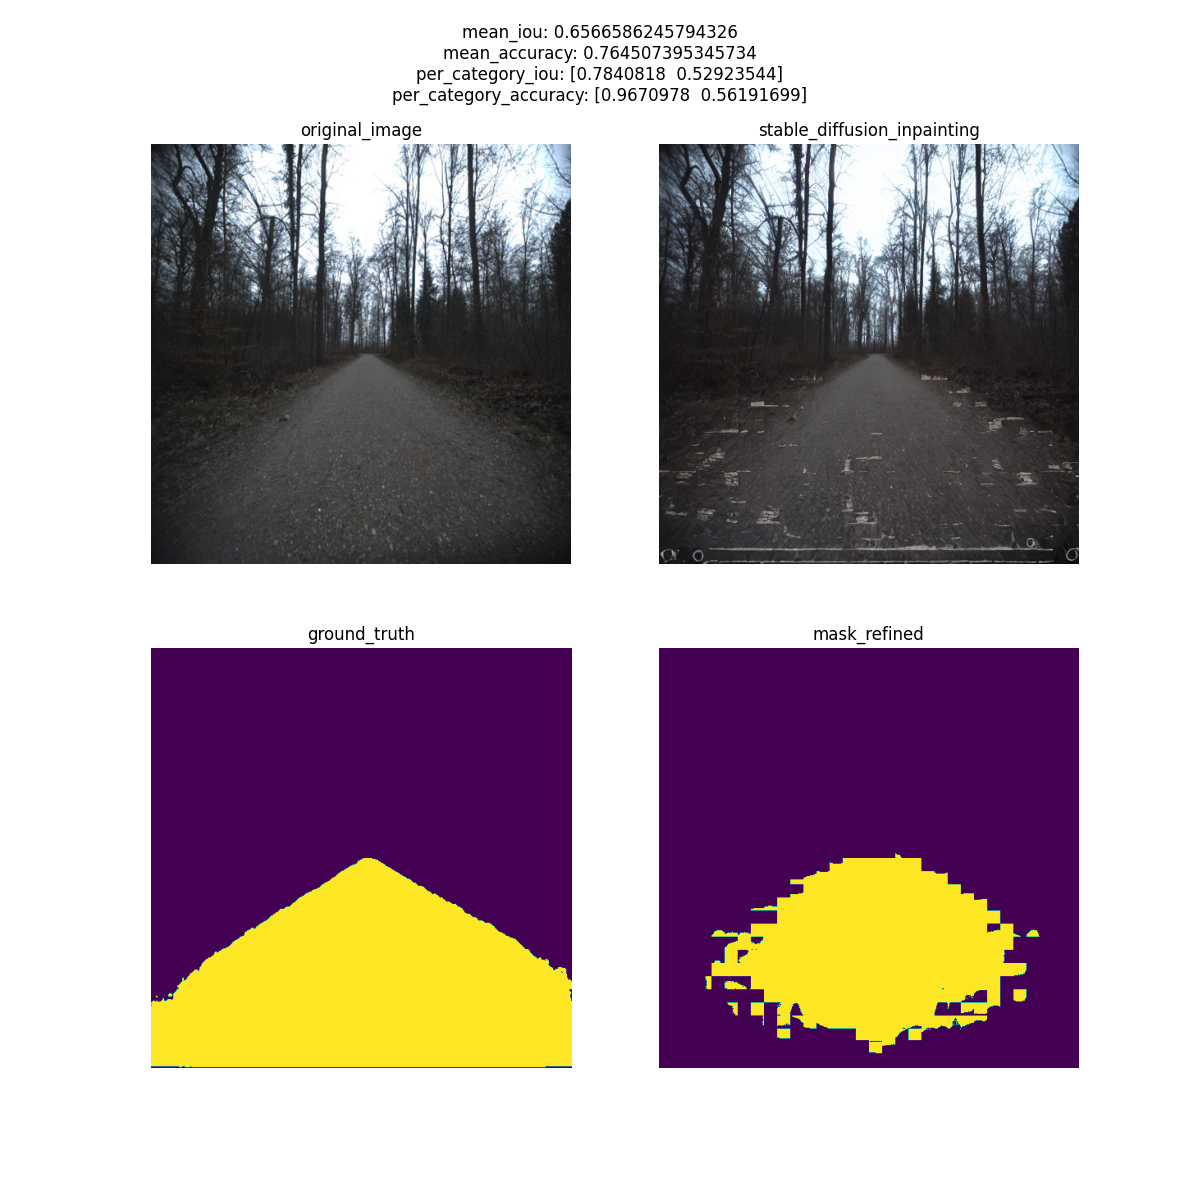 mean_iou: 0.6566586245794326
mean_accuracy: 0.764507395345734
per_category_iou: [0.7840818 0.52923544]
per_category_accuracy: [0.9670978 0.56191699]
original_image
stable_diffusion_inpainting
ground_truth
mask_refined